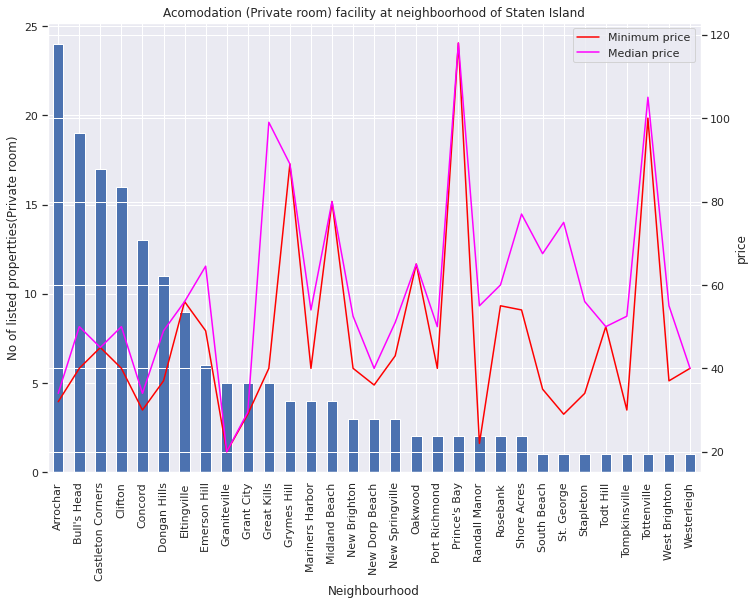 Acomodation (Private room) facility at neighboorhood of Staten Island
Minimum price
Median price
No of listed propertties(Private room)
25
20
15
10
5
0
120
100
80
60
40
20
price
Arrochar
Bull's Head
Castleton Corners
Clifton
Concord
Dongan Hills
Eltingville
Emerson Hill
Graniteville
Grant City
Great Kills
Grymes Hill
Mariners Harbor
Midland Beach
New Brighton
New Dorp Beach
New Springville
Oakwood
Port Richmond
Prince's Bay
Randall Manor
Rosebank
Shore Acres
South Beach
St. George
Stapleton
Todt Hill
Tompkinsville
Tottenville
West Brighton
Westerleigh
Neighbourhood